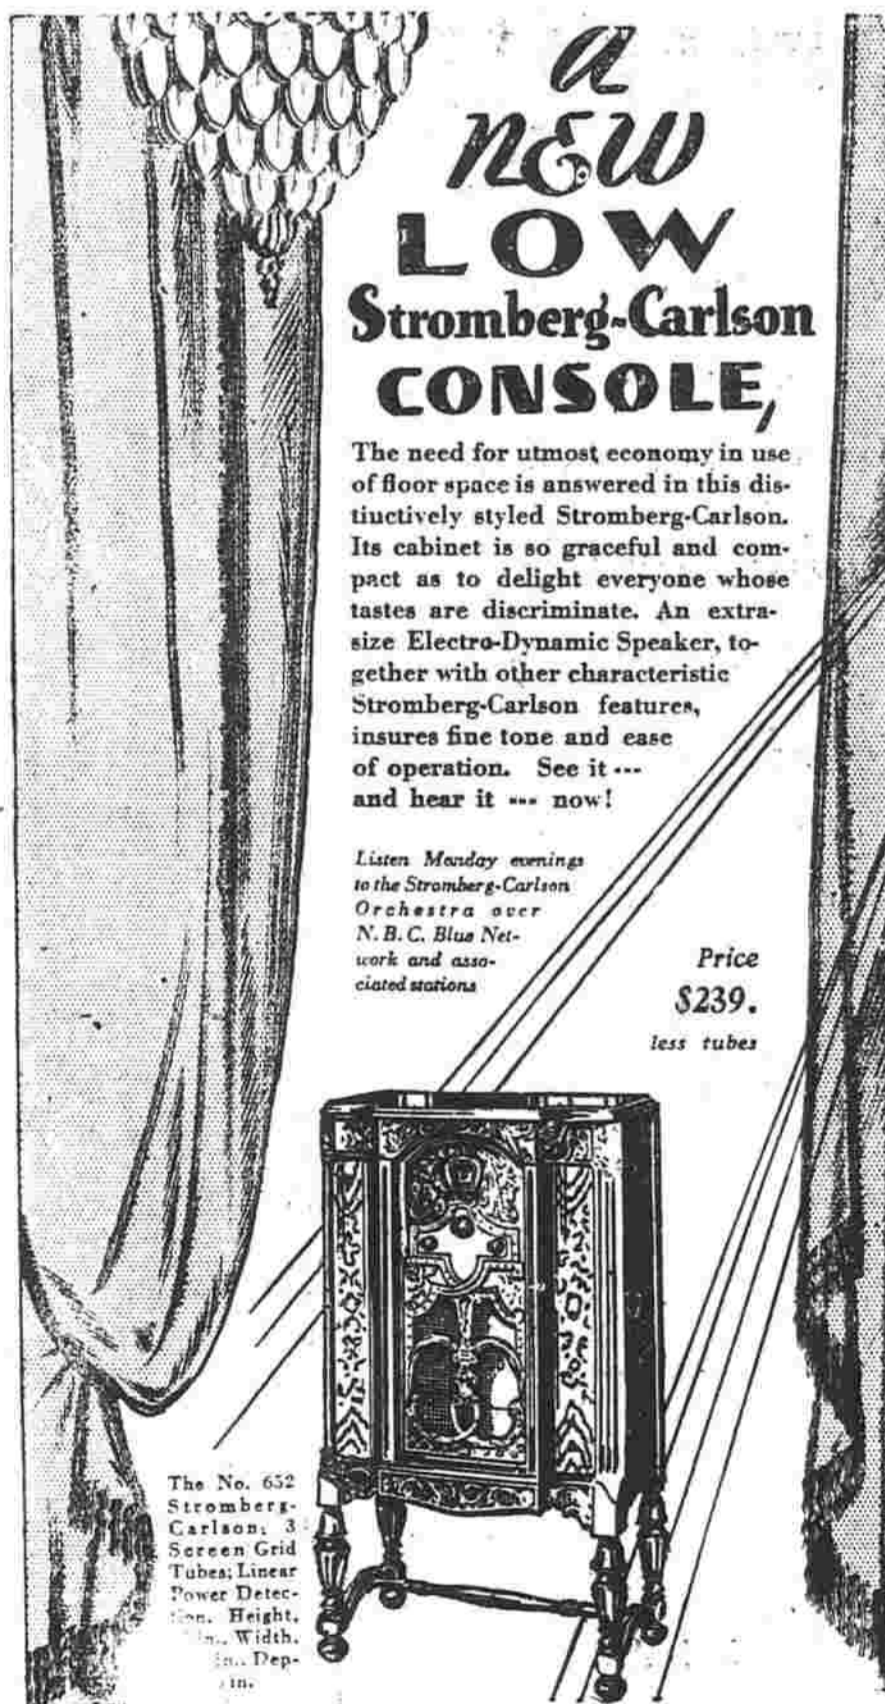 a
NEW
LOW
Stromberg-Carlson
CONSOLE,
The need for utmost economy in use
of floor space is answered in this dis-
tinctively styled Stromberg-Carlson.
Its cabinet is so graceful and com-
pact as to delight everyone whose
tastes are discriminate. An extra-
size Electro-Dynamic Speaker, to-
gether with other characteristic
Stromberg-Carlson features,
insures fine tone and ease
of operation. See it ---
and hear it --- now!
Listen Monday evenings
to the Stromberg-Carlson
Orchestra over
N. B. C. Blue Net-
work and asso-
ciated stations
Price
$239.
less tubes
The No. 652
Stromberg-
Carlson; 3
Screen Grid
Tubes; Linear
Power Detec-
tion. Height,
in., Width,
in., Dep-
in.